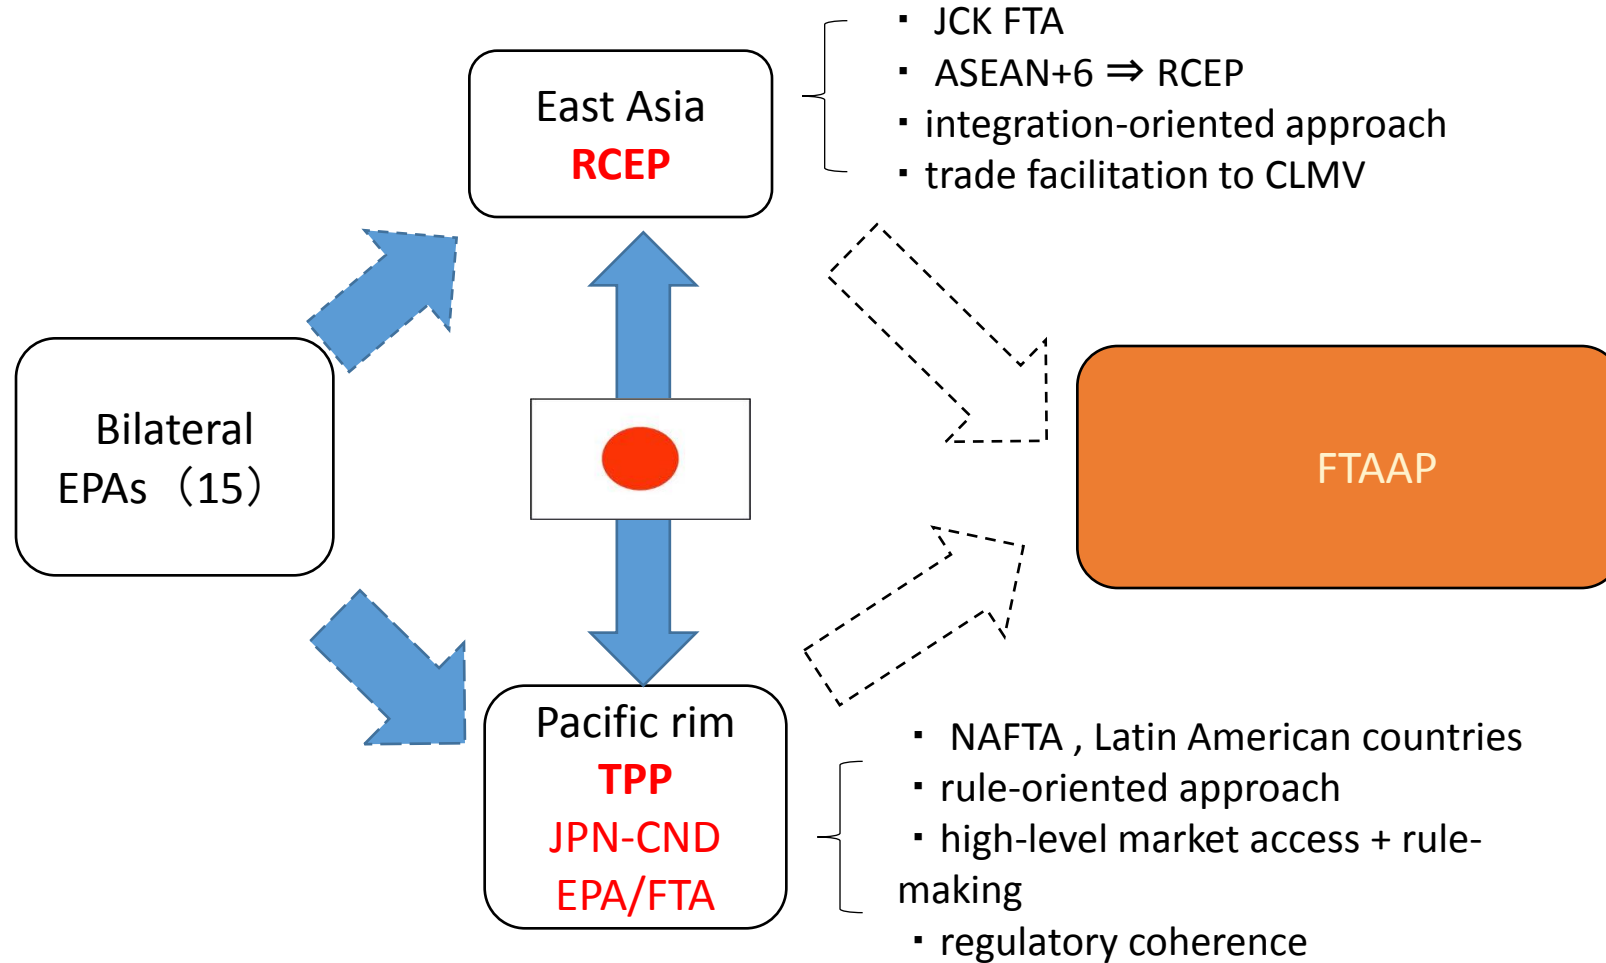 ・ JCK FTA
・ ASEAN+6 ⇒ RCEP
・integration-oriented approach
・trade facilitation to CLMV
East Asia
RCEP
Bilateral
EPAs（15）
FTAAP
Pacific rim
TPP
JPN-CND
EPA/FTA
・ NAFTA , Latin American countries
・rule-oriented approach
・high-level market access + rule-
making
・regulatory coherence